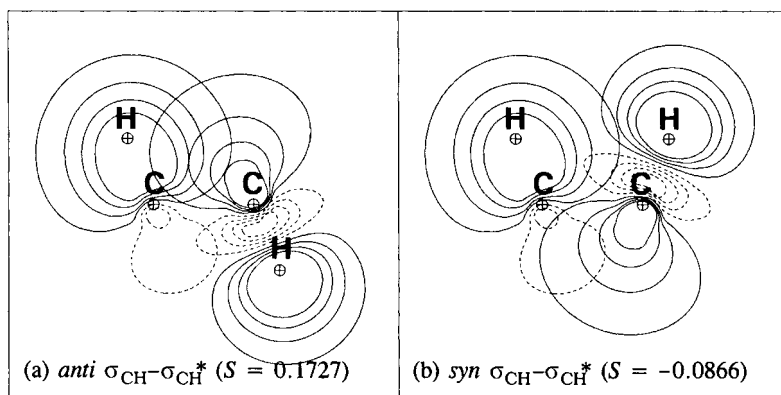 H
C
C
H
(a) anti σCH–σCH* (S = 0.1727)
H
H
C
C
(b) syn σCH–σCH* (S = -0.0866)